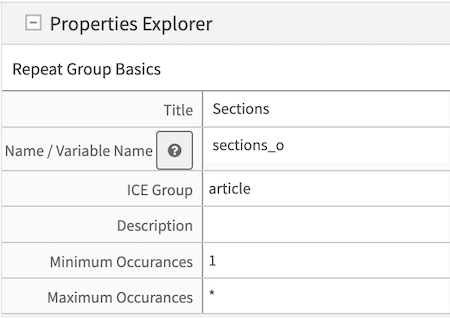 Properties Explorer
Repeat Group Basics
Title Sections
Name / Variable Name ? sections_o
ICE Group article
Description
Minimum Occurances 1
Maximum Occurances *